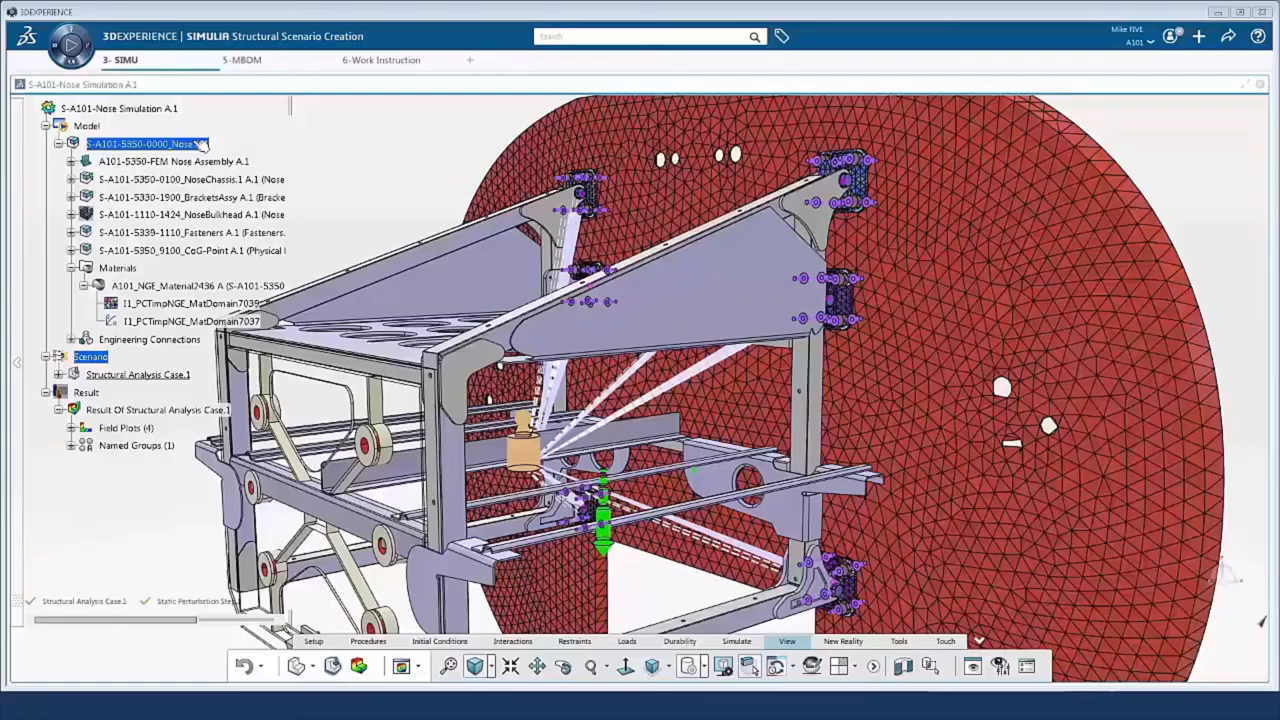 3DEXPERIENCE
3DEXPERIENCE | SIMULIA Structural Scenario Creation
Search
Mike FIVE
A101
3- SIMU
5-MBOM
6-Work Instruction
S-A101-Nose Simulation A.1
S-A101-Nose Simulation A.1
Model
S-A101-5350-0000_Nose
A101-5350-FEM Nose Assembly A.1
S-A101-5350-0100_NoseChassis.1 A.1 (Nose
S-A101-5330-1900_BracketsAssy A.1 (Bracke
S-A101-1110-1424_NoseBulkhead A.1 (Nose
S-A101-5339-1110_Fasteners A.1 (Fasteners.
S-A101-5350_9100_CoG-Point A.1 (Physical
Materials
A101_NGE_Material2436 A (S-A101-5350
I1_PCTimpNGE_MatDomain7039
I1_PCTimpNGE_MatDomain7037
Engineering Connections
Scenario
Structural Analysis Case.1
Result
Result Of Structural Analysis Case.1
Field Plots (4)
Named Groups (1)
Structural Analysis Case.1
Static Perturbation Step
Setup
Procedures
Initial Conditions
Interactions
Restraints
Loads
Durability
Simulate
View
New Reality
Tools
Touch